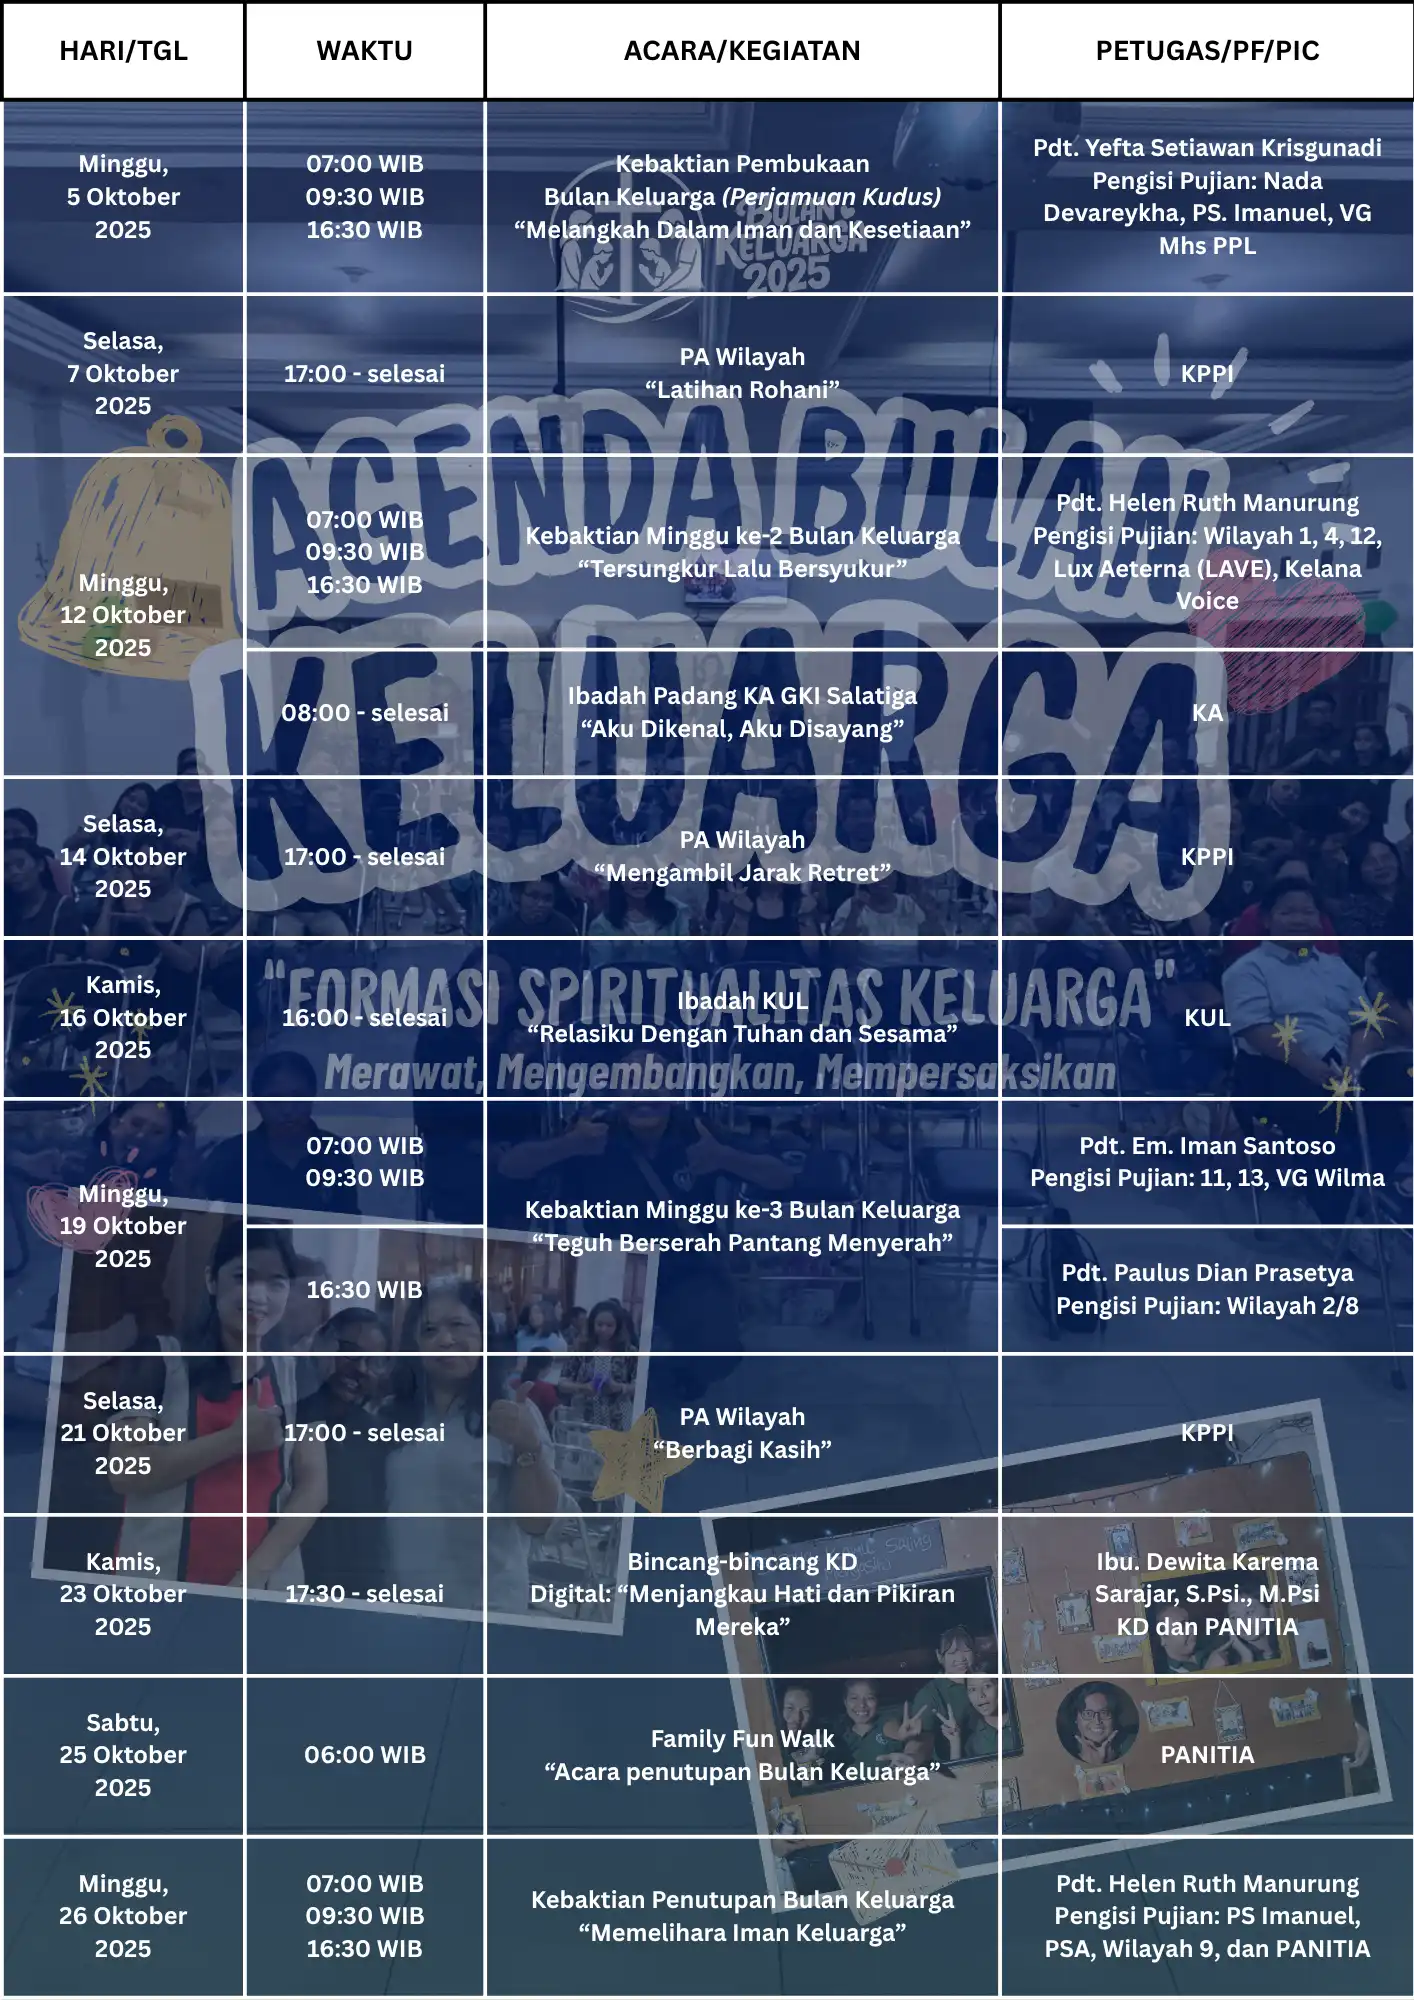 HARI/TGL
WAKTU
ACARA/KEGIATAN
PETUGAS/PF/PIC
Minggu,
5 Oktober
2025
07:00 WIB
09:30 WIB
16:30 WIB
Kebaktian Pembukaan
Bulan Keluarga (Perjamuan Kudus)
“Melangkah Dalam Iman dan Kesetiaan”
Pdt. Yefta Setiawan Krisgunadi
Pengisi Pujian: Nada
Devareykha, PS. Imanuel, VG
Mhs PPL
BULAN
KELUARGA
2025
Selasa,
7 Oktober
2025
17:00 - selesai
PA Wilayah
“Latihan Rohani”
KPPI
AGENDA BULAN
KELUARGA
Minggu,
12 Oktober
2025
07:00 WIB
09:30 WIB
16:30 WIB
Kebaktian Minggu ke-2 Bulan Keluarga
“Tersungkur Lalu Bersyukur”
Pdt. Helen Ruth Manurung
Pengisi Pujian: Wilayah 1, 4, 12,
Lux Aeterna (LAVE), Kelana
Voice
08:00 - selesai
Ibadah Padang KA GKI Salatiga
“Aku Dikenal, Aku Disayang”
KA
Selasa,
14 Oktober
2025
17:00 - selesai
PA Wilayah
“Mengambil Jarak Retret”
KPPI
"FORMASI SPIRITUALITAS KELUARGA"
Merawat, Mengembangkan, Mempersaksikan
Kamis,
16 Oktober
2025
16:00 - selesai
Ibadah KUL
“Relasiku Dengan Tuhan dan Sesama”
KUL
Minggu,
19 Oktober
2025
07:00 WIB
09:30 WIB
Kebaktian Minggu ke-3 Bulan Keluarga
“Teguh Berserah Pantang Menyerah”
Pdt. Em. Iman Santoso
Pengisi Pujian: 11, 13, VG Wilma
16:30 WIB
Pdt. Paulus Dian Prasetya
Pengisi Pujian: Wilayah 2/8
Selasa,
21 Oktober
2025
17:00 - selesai
PA Wilayah
“Berbagi Kasih”
KPPI
Kamis,
23 Oktober
2025
17:30 - selesai
Bincang-bincang KD
Digital: “Menjangkau Hati dan Pikiran
Mereka”
Ibu. Dewita Karema
Sarajar, S.Psi., M.Psi
KD dan PANITIA
Sabtu,
25 Oktober
2025
06:00 WIB
Family Fun Walk
“Acara penutupan Bulan Keluarga”
PANITIA
Minggu,
26 Oktober
2025
07:00 WIB
09:30 WIB
16:30 WIB
Kebaktian Penutupan Bulan Keluarga
“Memelihara Iman Keluarga”
Pdt. Helen Ruth Manurung
Pengisi Pujian: PS Imanuel,
PSA, Wilayah 9, dan PANITIA